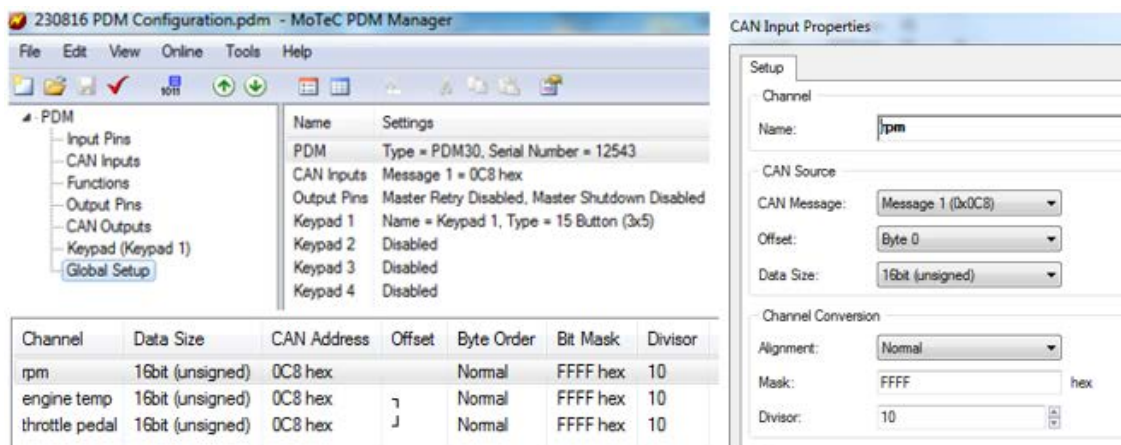 230816 PDM Configuration.pdm - MoTeC PDM Manager
File Edit View Online Tools Help
1011
PDM
Input Pins
CAN Inputs
Functions
Output Pins
CAN Outputs
Keypad (Keypad 1)
Global Setup
Name Settings
PDM Type = PDM30, Serial Number = 12543
CAN Inputs Message 1 = 0C8 hex
Output Pins Master Retry Disabled, Master Shutdown Disabled
Keypad 1 Name = Keypad 1, Type = 15 Button (3x5)
Keypad 2 Disabled
Keypad 3 Disabled
Keypad 4 Disabled
Channel Data Size CAN Address Offset Byte Order Bit Mask Divisor
rpm 16bit (unsigned) 0C8 hex Normal FFFF hex 10
engine temp 16bit (unsigned) 0C8 hex ┐ Normal FFFF hex 10
throttle pedal 16bit (unsigned) 0C8 hex ┘ Normal FFFF hex 10
CAN Input Properties
Setup
Channel
Name: rpm
CAN Source
CAN Message: Message 1 (0x0C8)
Offset: Byte 0
Data Size: 16bit (unsigned)
Channel Conversion
Alignment: Normal
Mask: FFFF hex
Divisor: 10